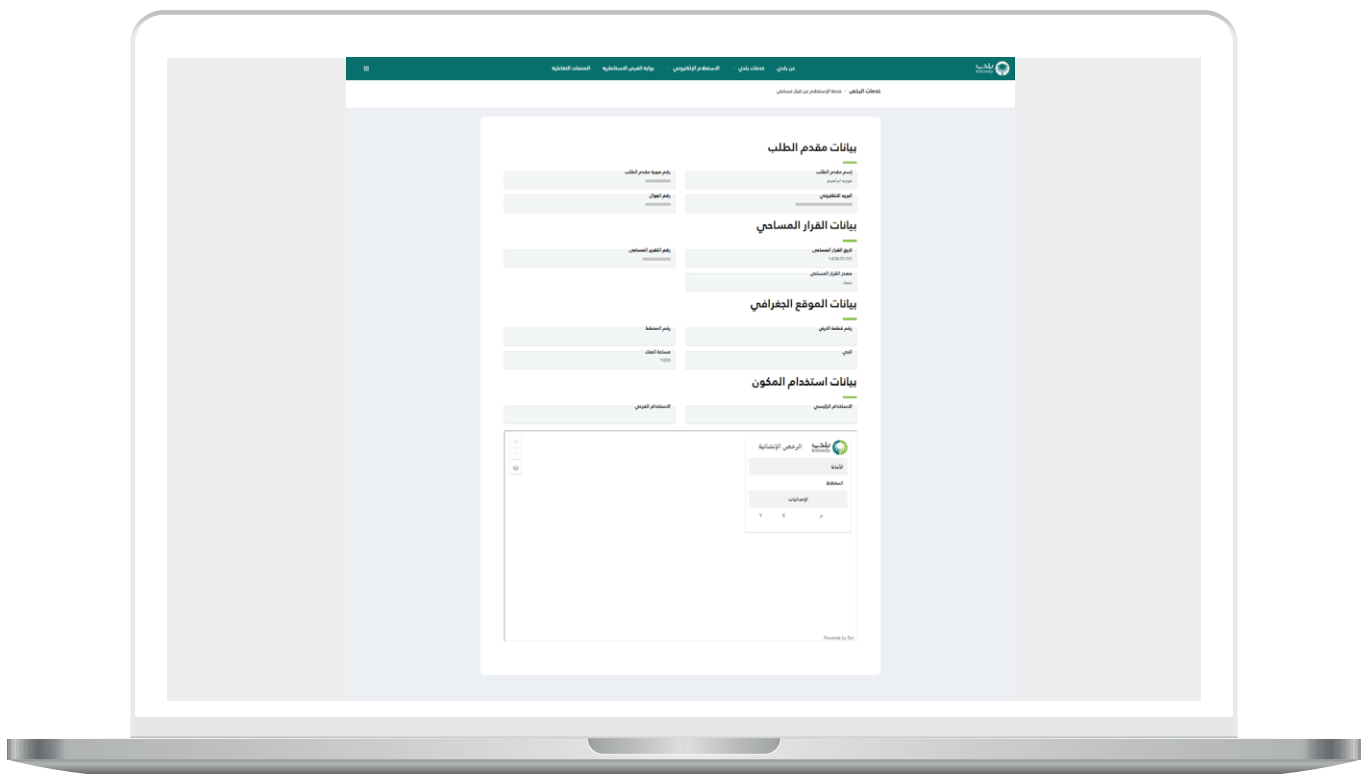 بلدي
balady
عن بلدي
خدمات بلدي
الاستعلام الإلكتروني
بوابة الفرص الاستثمارية
المنصات التفاعلية
خدمات الرخص / خدمة الإستعلام عن قرار مساحي
بيانات مقدم الطلب
إسم مقدم الطلب
رقم هوية مقدم الطلب
البريد الالكتروني
رقم الجوال
بيانات القرار المساحي
تاريخ القرار المساحي
رقم التقرير المساحي
مصدر القرار المساحي
بيانات الموقع الجغرافي
رقم قطعة الارض
رقم المخطط
الحي
مساحة الصك
1000
بيانات استخدام المكون
الاستخدام الرئيسي
الاستخدام الفرعي
بلدي
balady
الرخص الإنشائية
الأمانة
المخطط
الإحداثيات
م X Y
Powered by Esri